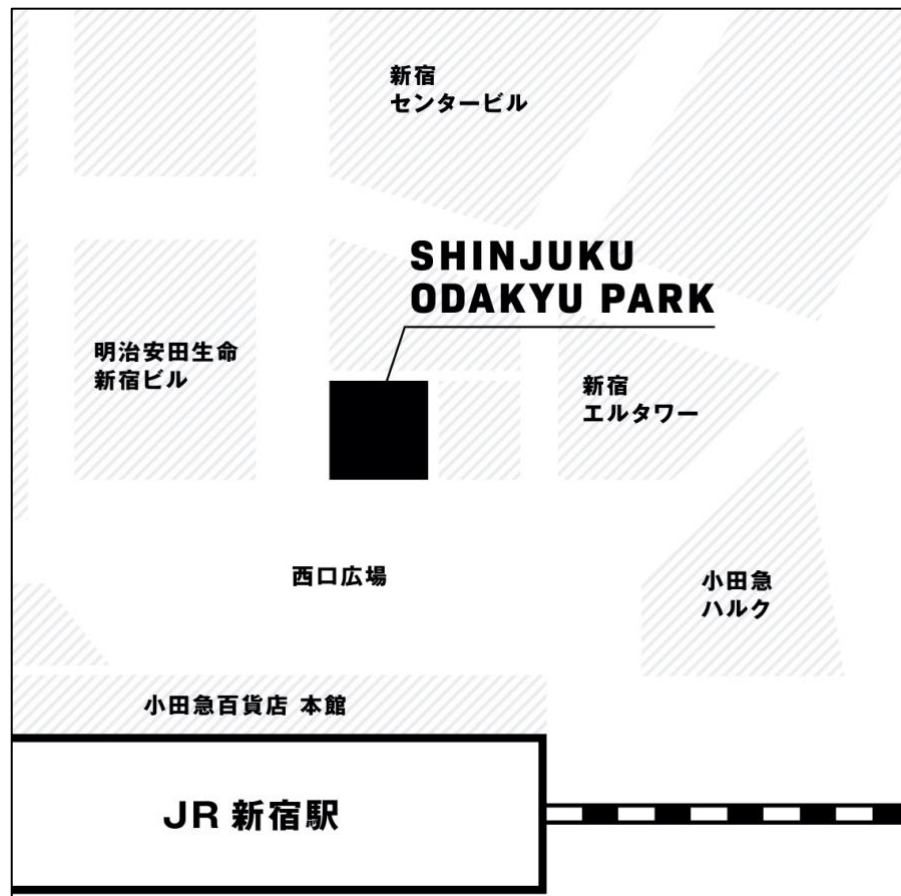 新宿
センタービル
SHINJUKU
ODAKYU PARK
明治安田生命
新宿ビル
新宿
エルタワー
西口広場
小田急
ハルク
小田急百貨店 本館
JR 新宿駅